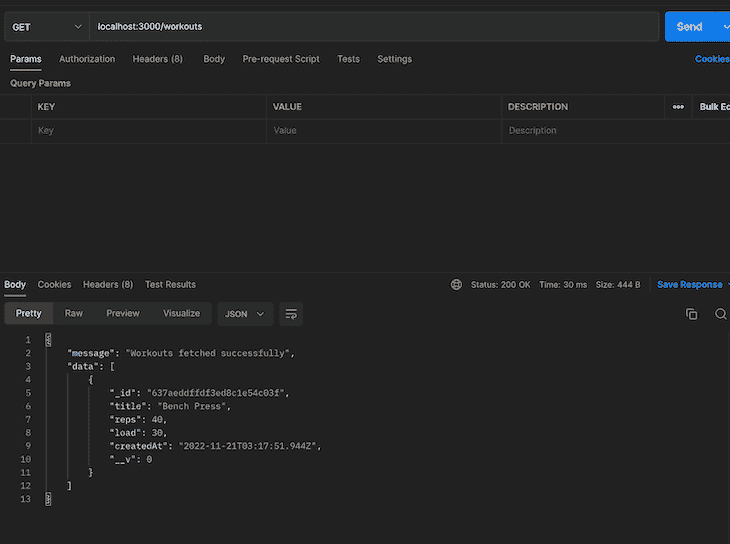 GET localhost:3000/workouts Send
Params Authorization Headers (8) Body Pre-request Script Tests Settings Cookies
Query Params
KEY VALUE DESCRIPTION ••• Bulk Ed
Key Value Description
Body Cookies Headers (8) Test Results Status: 200 OK Time: 30 ms Size: 444 B Save Response
Pretty Raw Preview Visualize JSON
1 {
2 "message": "Workouts fetched successfully",
3 "data": [
4 {
5 "_id": "637aeddffdf3ed8c1e54c03f",
6 "title": "Bench Press",
7 "reps": 40,
8 "load": 30,
9 "createdAt": "2022-11-21T03:17:51.944Z",
10 "__v": 0
11 }
12 ]
13 }